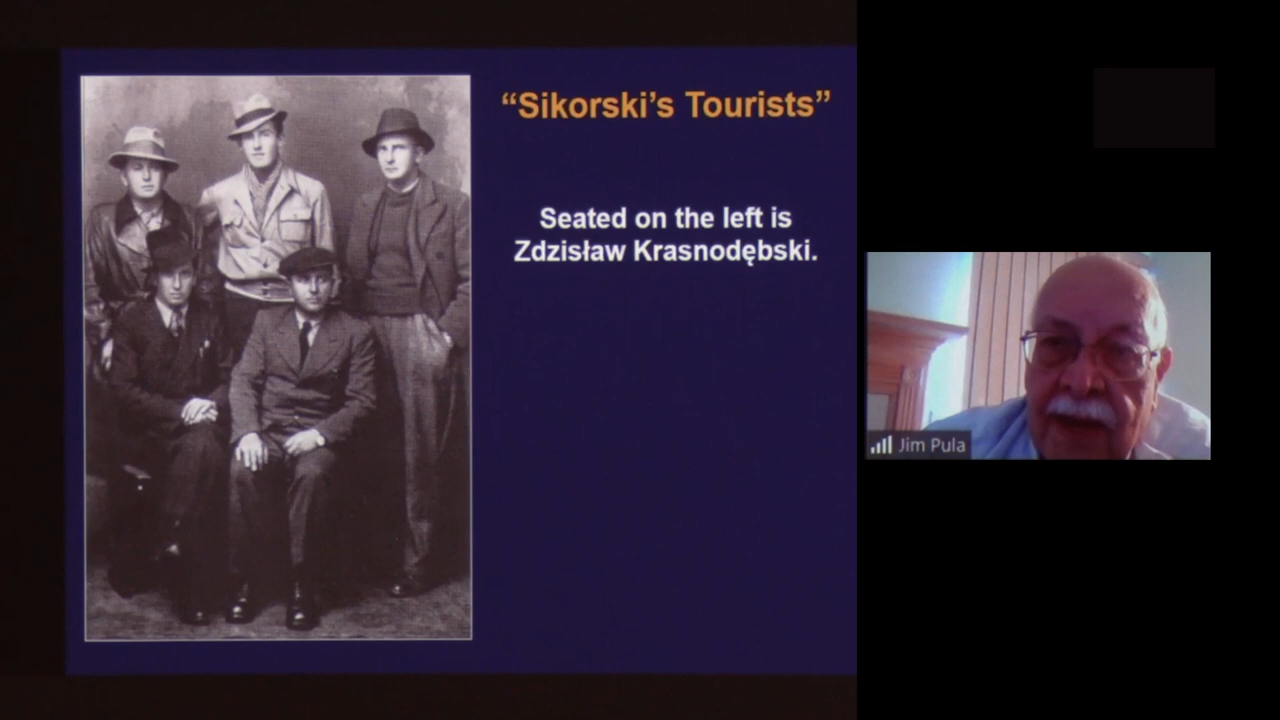 “Sikorski’s Tourists”
Seated on the left is
Zdzisław Krasnodębski.
Jim Pula